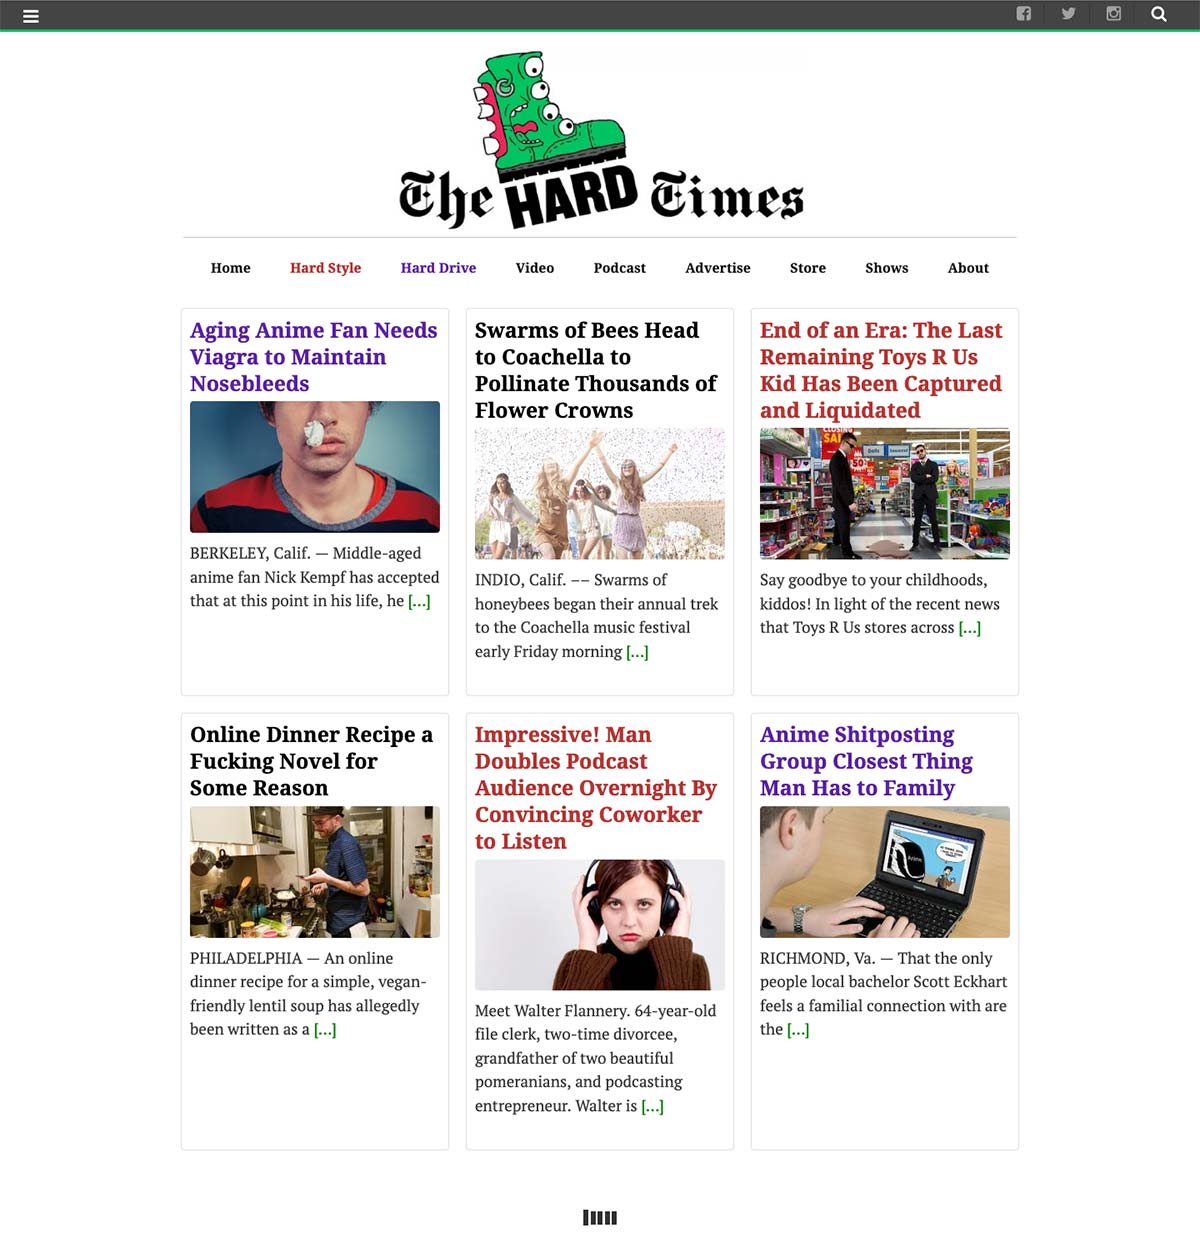 The HARD Times
Home Hard Style Hard Drive Video Podcast Advertise Store Shows About
Aging Anime Fan Needs
Viagra to Maintain
Nosebleeds
BERKELEY, Calif. — Middle-aged
anime fan Nick Kempf has accepted
that at this point in his life, he [...]
Swarms of Bees Head
to Coachella to
Pollinate Thousands of
Flower Crowns
INDIO, Calif. –– Swarms of
honeybees began their annual trek
to the Coachella music festival
early Friday morning [...]
End of an Era: The Last
Remaining Toys R Us
Kid Has Been Captured
and Liquidated
CLOSING
SAL
50
Dolls
Say goodbye to your childhoods,
kiddos! In light of the recent news
that Toys R Us stores across [...]
Online Dinner Recipe a
Fucking Novel for
Some Reason
PHILADELPHIA — An online
dinner recipe for a simple, vegan-
friendly lentil soup has allegedly
been written as a [...]
Impressive! Man
Doubles Podcast
Audience Overnight By
Convincing Coworker
to Listen
Meet Walter Flannery. 64-year-old
file clerk, two-time divorcee,
grandfather of two beautiful
pomeranians, and podcasting
entrepreneur. Walter is [...]
Anime Shitposting
Group Closest Thing
Man Has to Family
Anime
RICHMOND, Va. — That the only
people local bachelor Scott Eckhart
feels a familial connection with are
the [...]